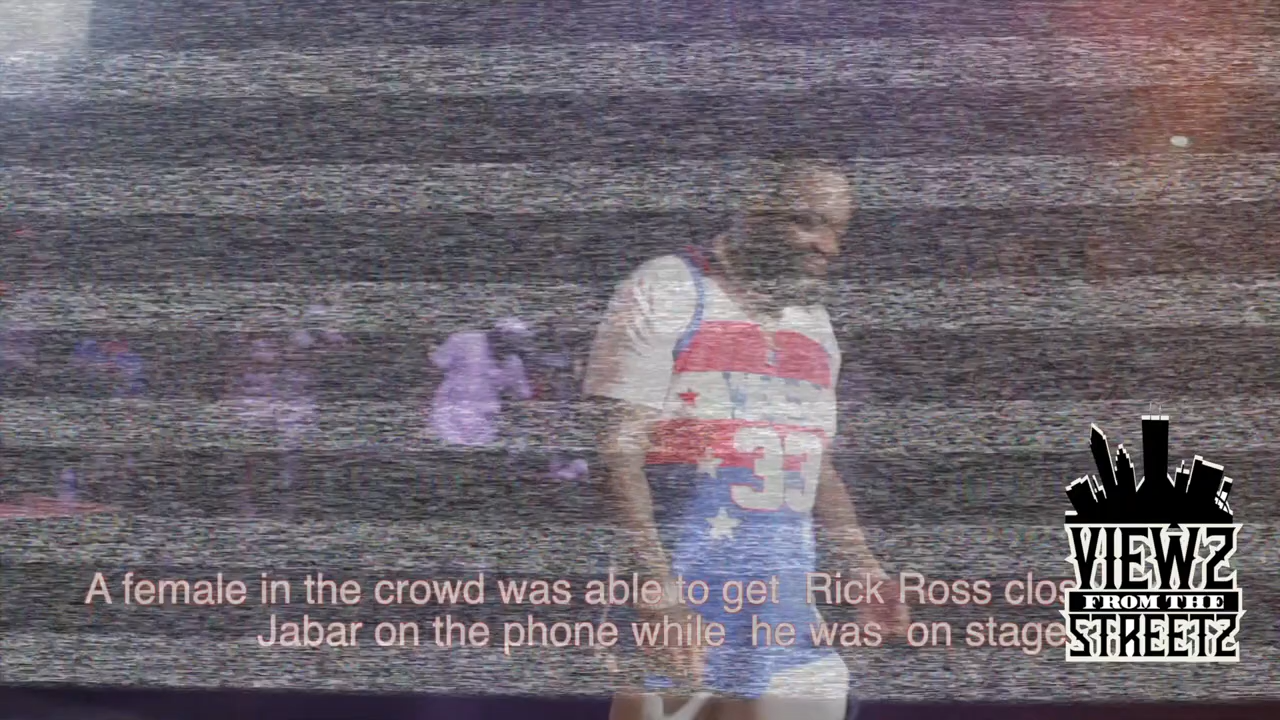 A female in the crowd was able to get Rick Ross clos
Jabar on the phone while he was on stage
33
VIEWZ
FROM THE
STREETZ